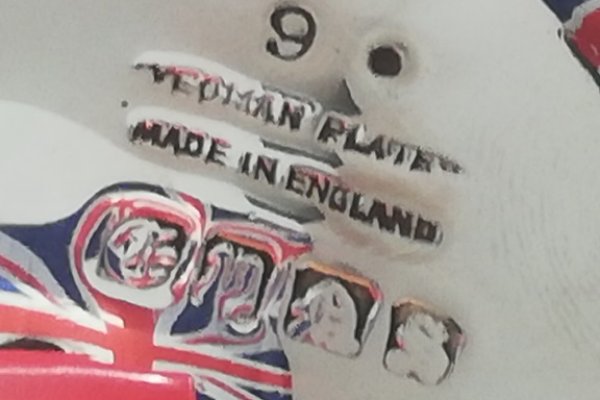 9
"YEOMAN PLATE"
MADE IN ENGLAND